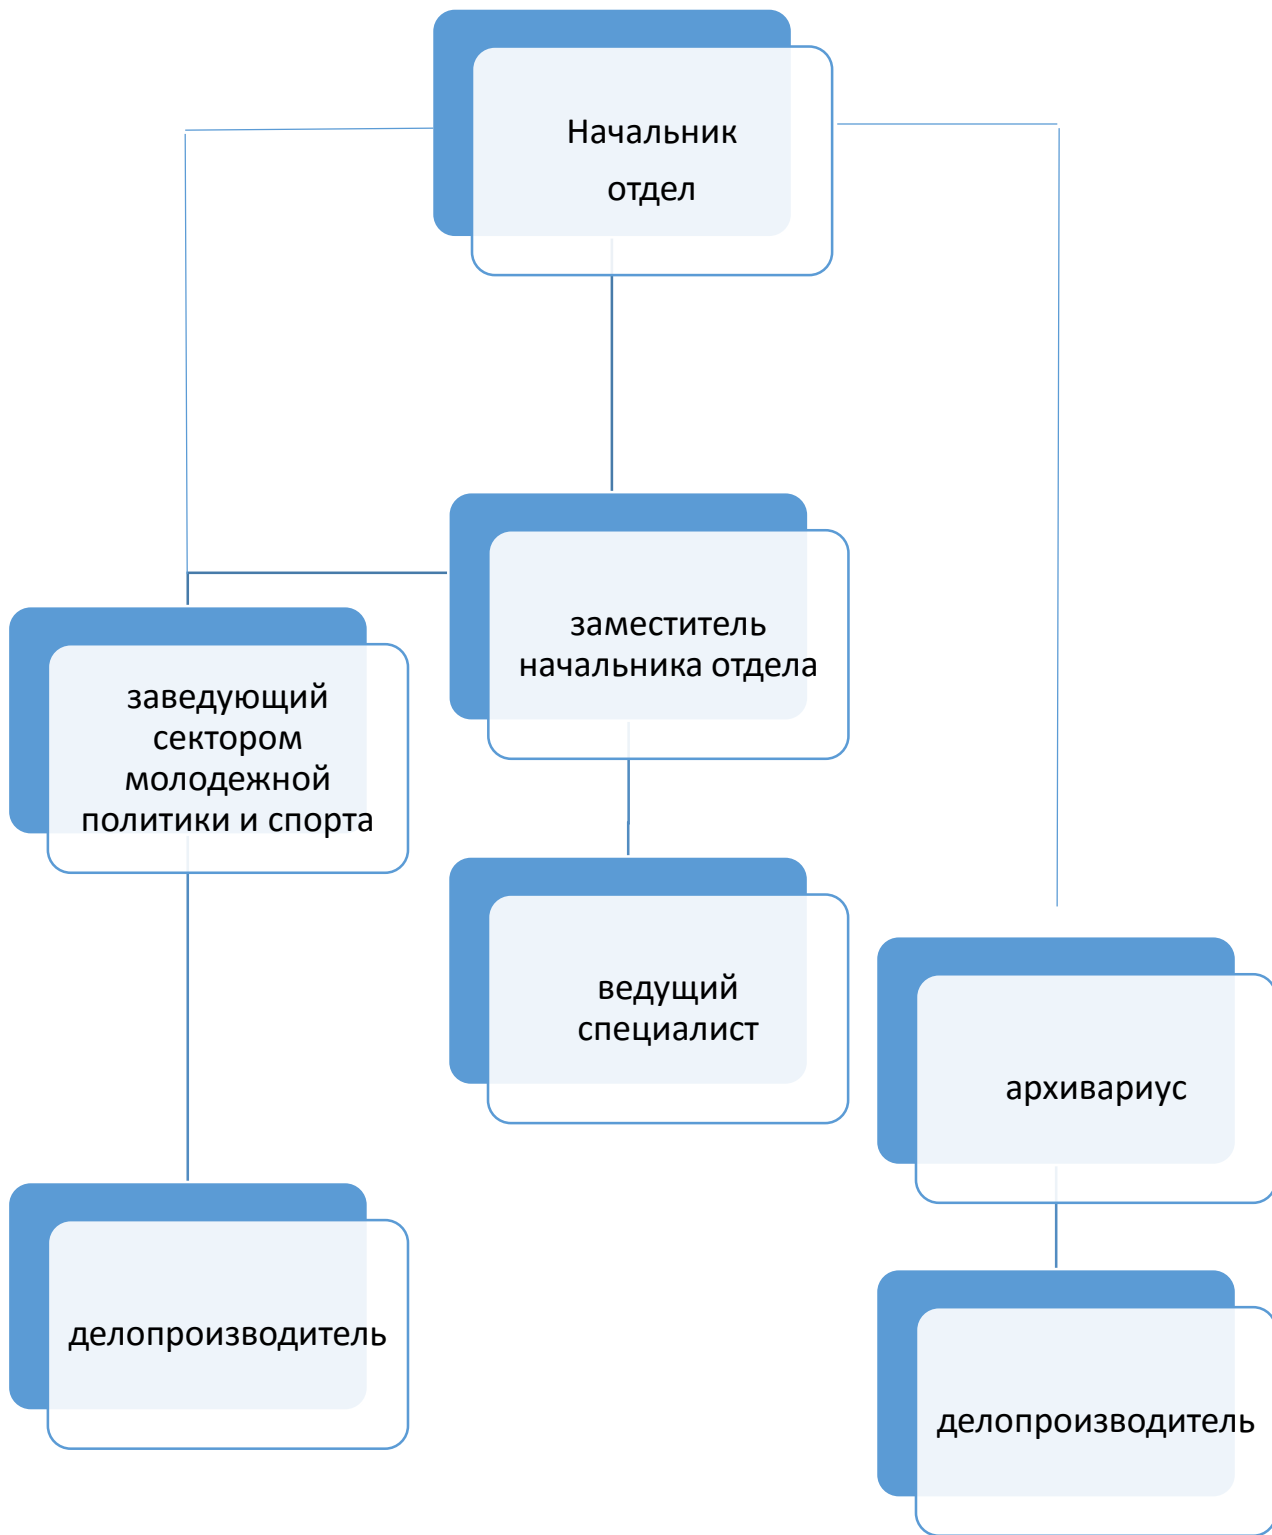 Начальник
отдел
заместитель
начальника отдела
заведующий
сектором
молодежной
политики и спорта
ведущий
специалист
архивариус
делопроизводитель
делопроизводитель